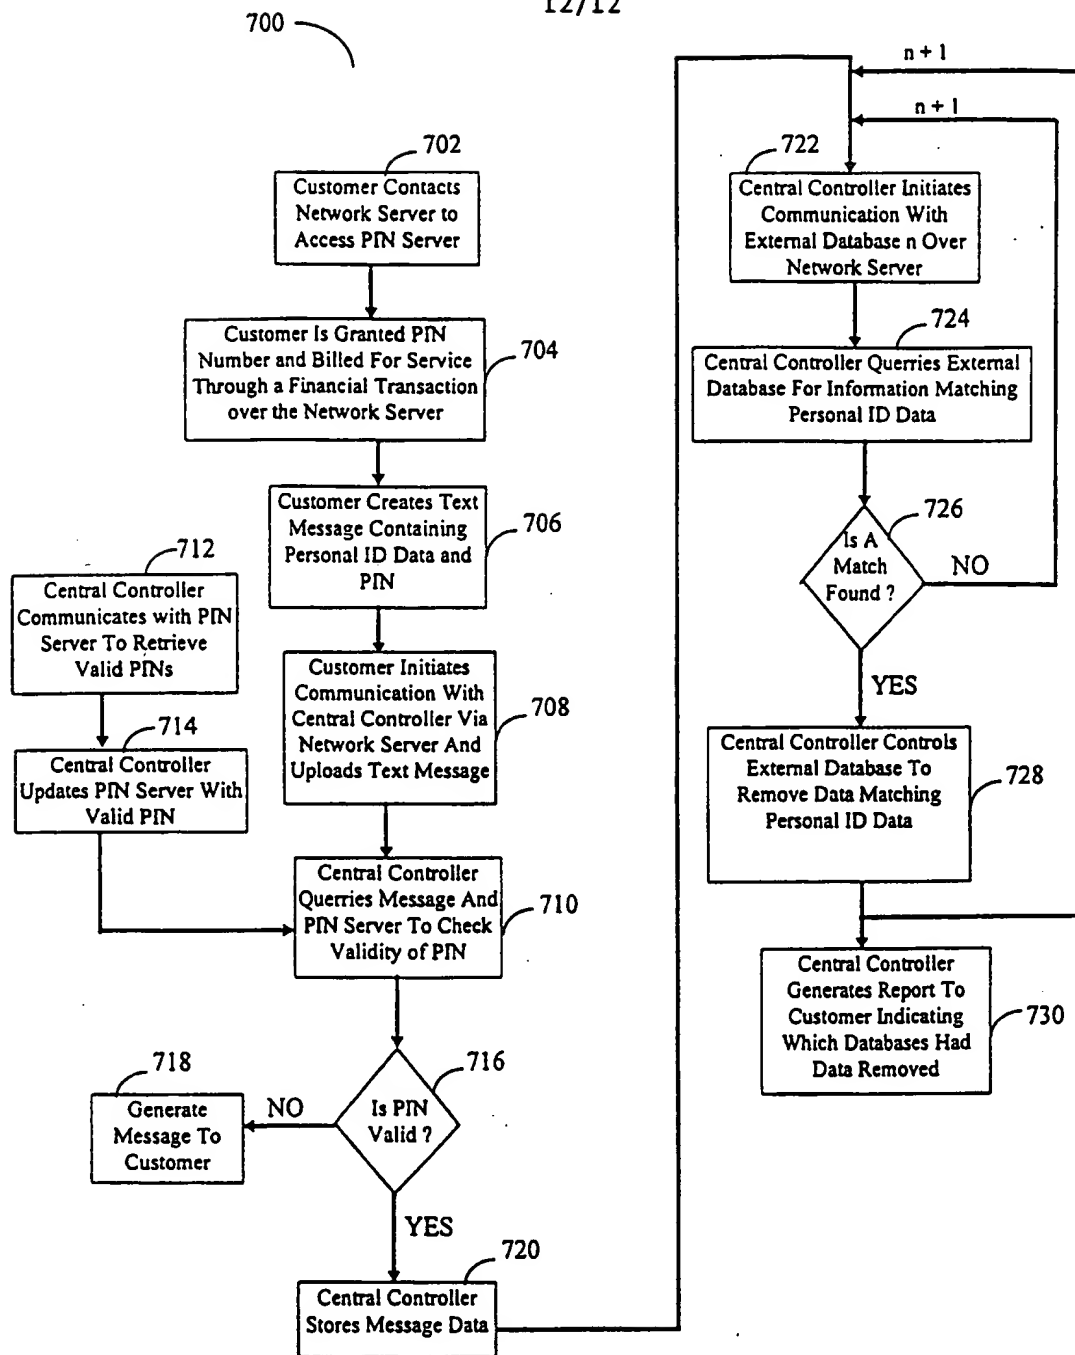 12/12
700
702
Customer Contacts
Network Server to
Access PIN Server
Customer Is Granted PIN
Number and Billed For Service
Through a Financial Transaction
over the Network Server
704
Customer Creates Text
Message Containing
Personal ID Data and
PIN
706
712
Central Controller
Communicates with PIN
Server To Retrieve
Valid PINs
714
Central Controller
Updates PIN Server With
Valid PIN
Customer Initiates
Communication With
Central Controller Via
Network Server And
Uploads Text Message
708
Central Controller
Querries Message And
PIN Server To Check
Validity of PIN
710
716
Is PIN
Valid ?
NO
718
Generate
Message To
Customer
YES
720
Central Controller
Stores Message Data
n + 1
n + 1
722
Central Controller Initiates
Communication With
External Database n Over
Network Server
724
Central Controller Querries External
Database For Information Matching
Personal ID Data
726
Is A
Match
Found ?
NO
YES
Central Controller Controls
External Database To
Remove Data Matching
Personal ID Data
728
Central Controller
Generates Report To
Customer Indicating
Which Databases Had
Data Removed
730